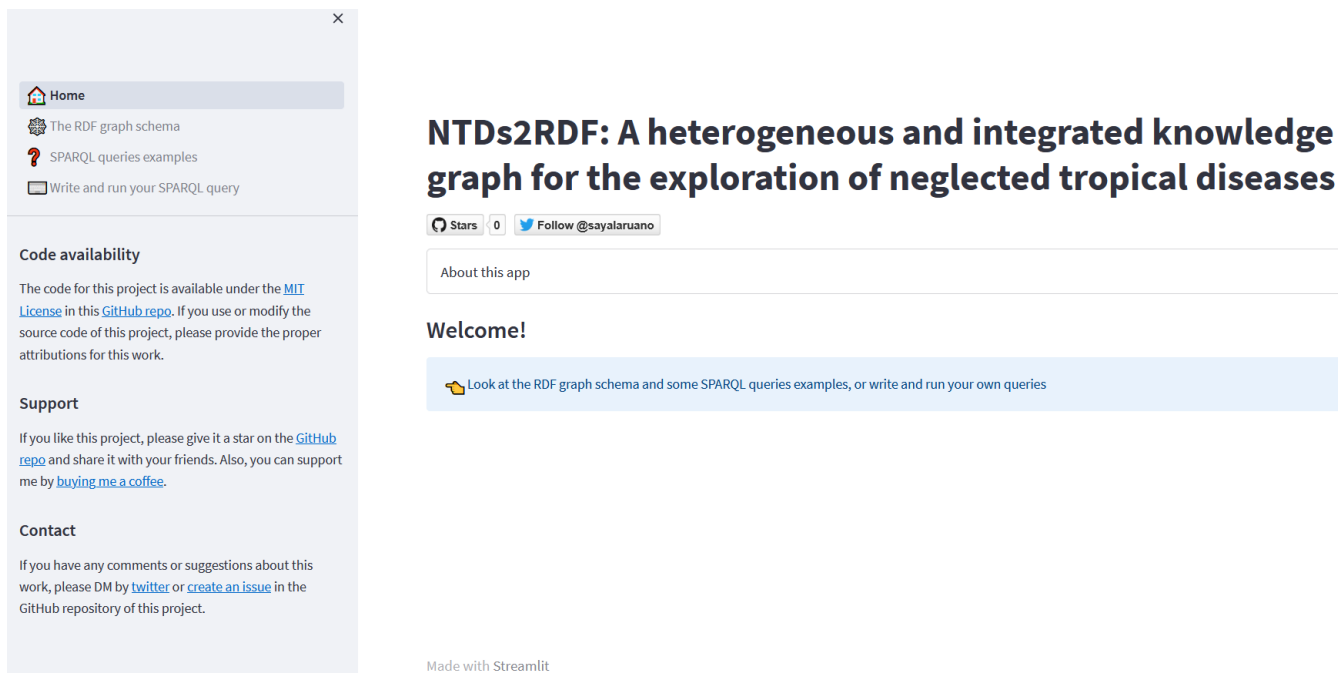 ×
Home
The RDF graph schema
SPARQL queries examples
Write and run your SPARQL query
Code availability
The code for this project is available under the MIT
License in this GitHub repo. If you use or modify the
source code of this project, please provide the proper
attributions for this work.
Support
If you like this project, please give it a star on the GitHub
repo and share it with your friends. Also, you can support
me by buying me a coffee.
Contact
If you have any comments or suggestions about this
work, please DM by twitter or create an issue in the
GitHub repository of this project.
NTDs2RDF: A heterogeneous and integrated knowledge
graph for the exploration of neglected tropical diseases
Stars 0 Follow @sayalaruano
About this app
Welcome!
Look at the RDF graph schema and some SPARQL queries examples, or write and run your own queries
Made with Streamlit